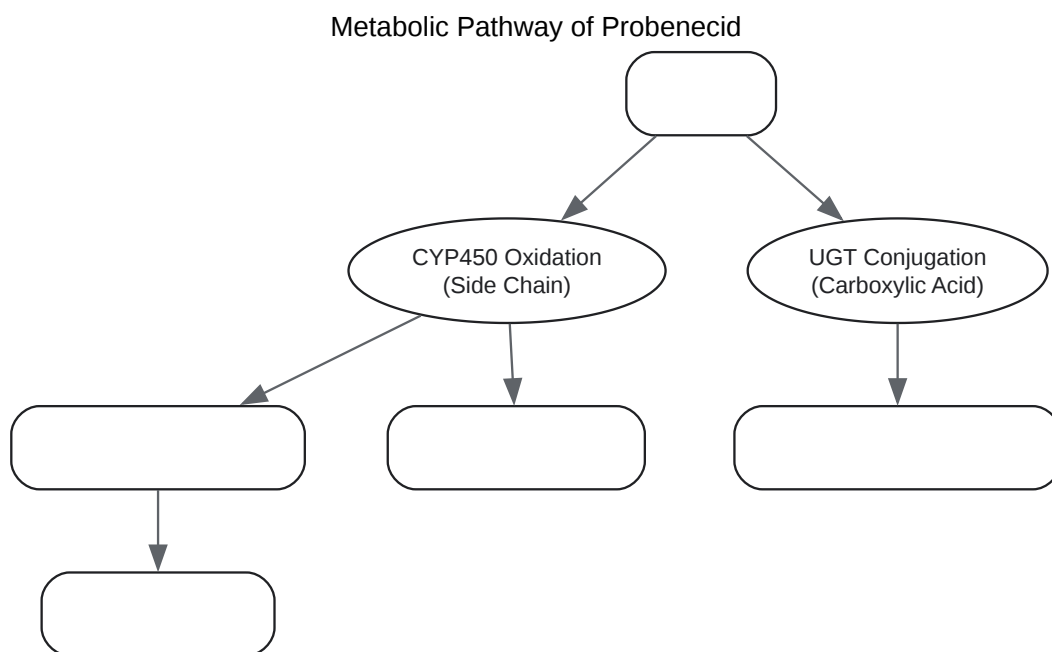 Metabolic Pathway of Probenecid
CYP450 Oxidation
(Side Chain)
UGT Conjugation
(Carboxylic Acid)